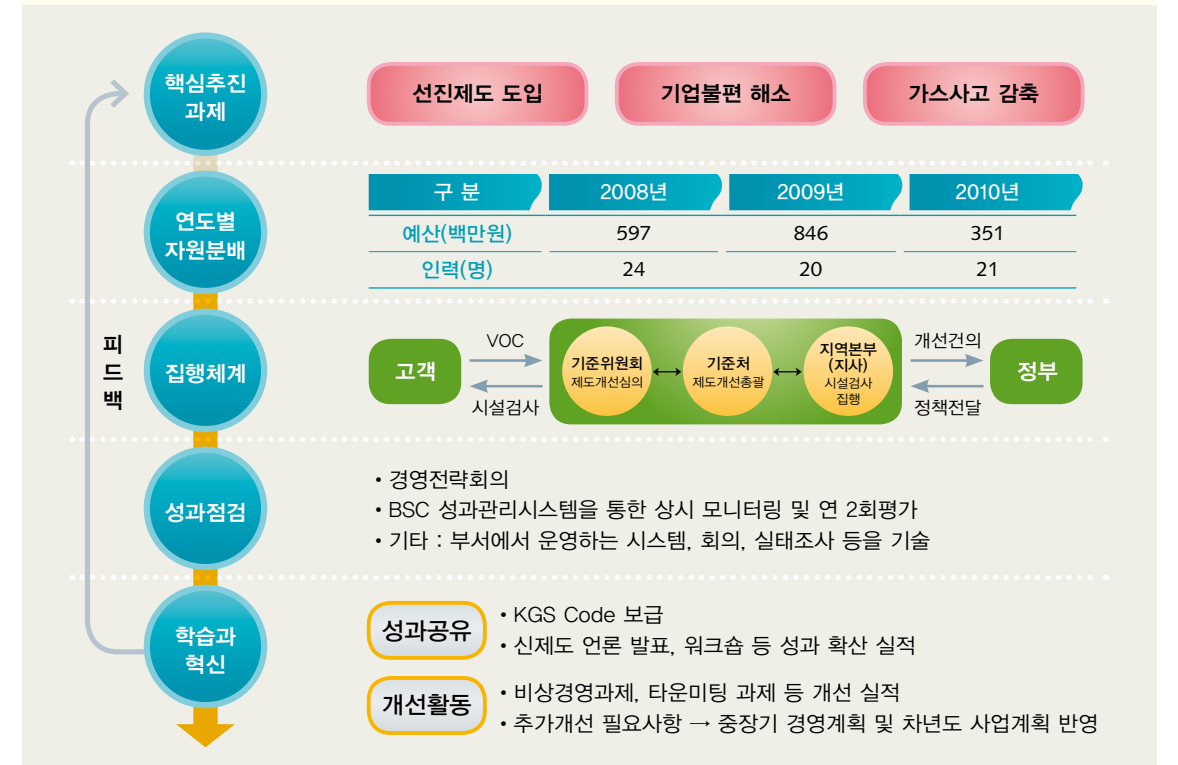 핵심추진
과제
선진제도 도입
기업불편 해소
가스사고 감축
연도별
자원분배
구 분 2008년 2009년 2010년
예산(백만원) 597 846 351
인력(명) 24 20 21
피
드
백
집행체계
고객
VOC
시설검사
기준위원회
제도개선심의
기준처
제도개선총괄
지역본부
(지사)
시설검사
집행
개선건의
정책전달
정부
성과점검
• 경영전략회의
• BSC 성과관리시스템을 통한 상시 모니터링 및 연 2회평가
• 기타 : 부서에서 운영하는 시스템, 회의, 실태조사 등을 기술
학습과
혁신
성과공유
• KGS Code 보급
• 신제도 언론 발표, 워크숍 등 성과 확산 실적
개선활동
• 비상경영과제, 타운미팅 과제 등 개선 실적
• 추가개선 필요사항 → 중장기 경영계획 및 차년도 사업계획 반영